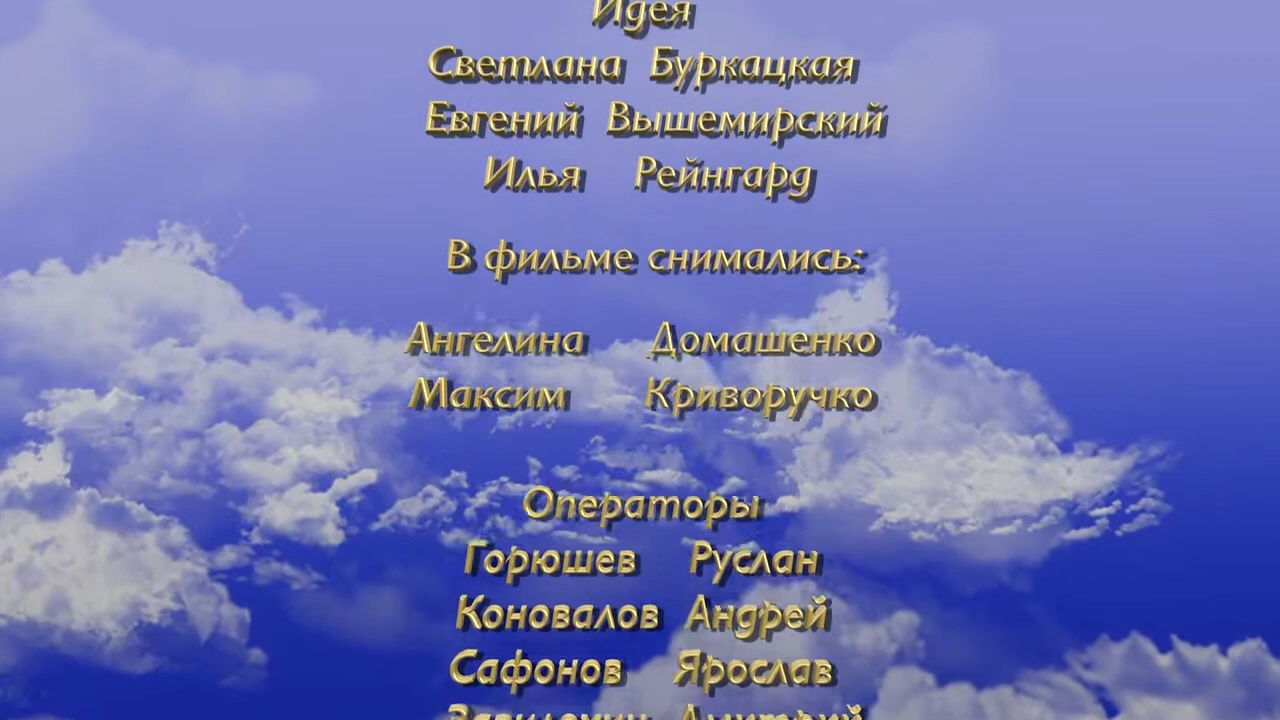 Идея
Светлана Буркацкая
Евгений Вышемирский
Илья Рейнгард
В фильме снимались:
Ангелина Домашенко
Максим Криворучко
Операторы
Горюшев Руслан
Коновалов Андрей
Сафонов Ярослав
Дмитрий